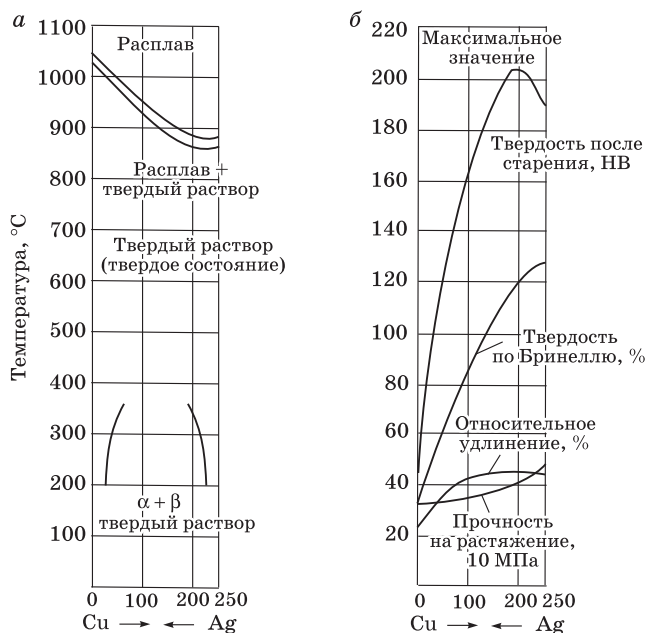 а
1100
1000
900
800
700
600
500
400
300
200
100
Температура, °С
Расплав
Расплав +
твердый раствор
Твердый раствор
(твердое состояние)
α + β
твердый раствор
0 100 200 250
Cu Ag
б
220
200
180
160
140
120
100
80
60
40
20
Максимальное
значение
Твердость после
старения, НВ
Твердость
по Бринеллю, %
Относительное
удлинение, %
Прочность
на растяжение,
10 МПа
0 100 200 250
Cu Ag